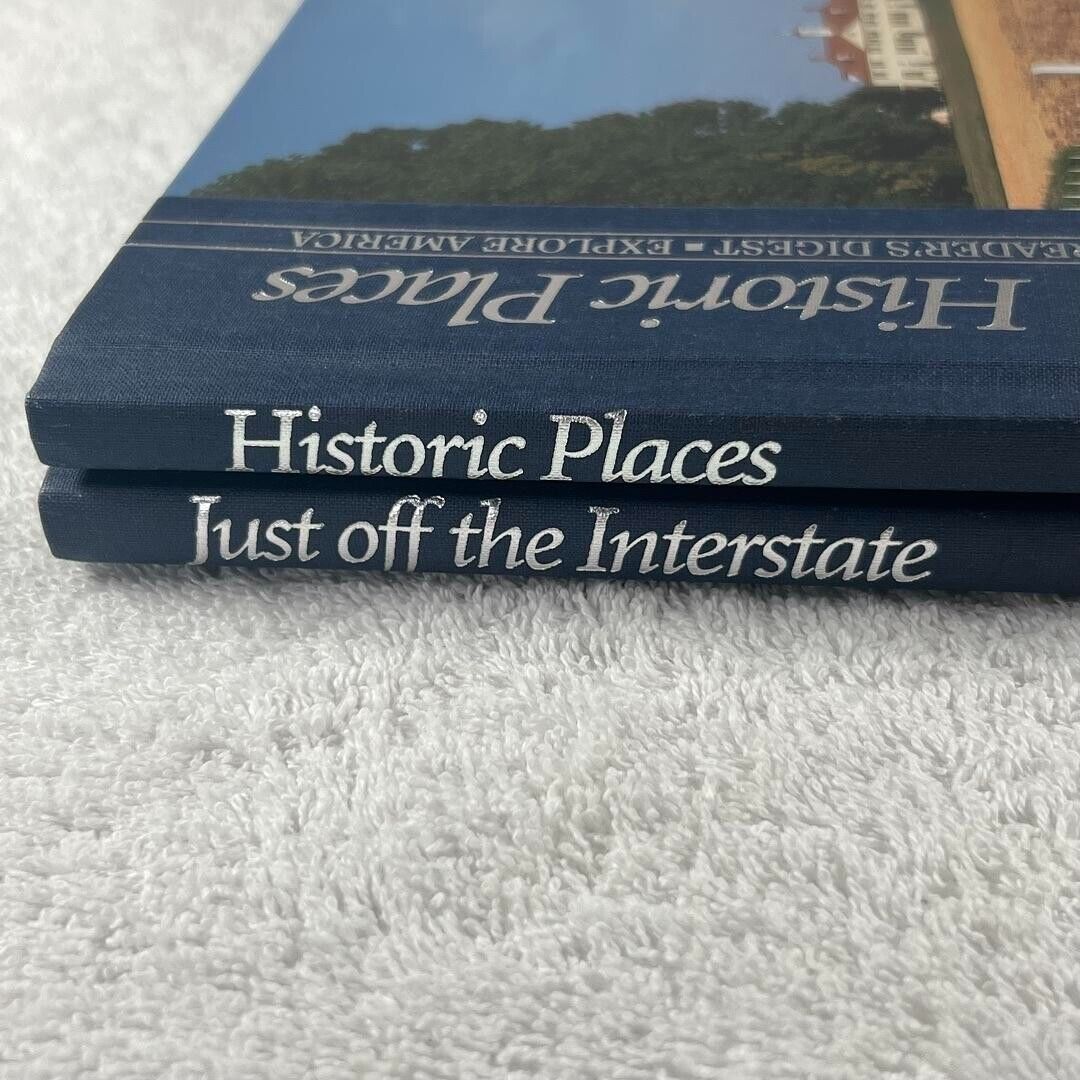 READER'S DIGEST ■ EXPLORE AMERICA
Historic Places
Historic Places
Just off the Interstate